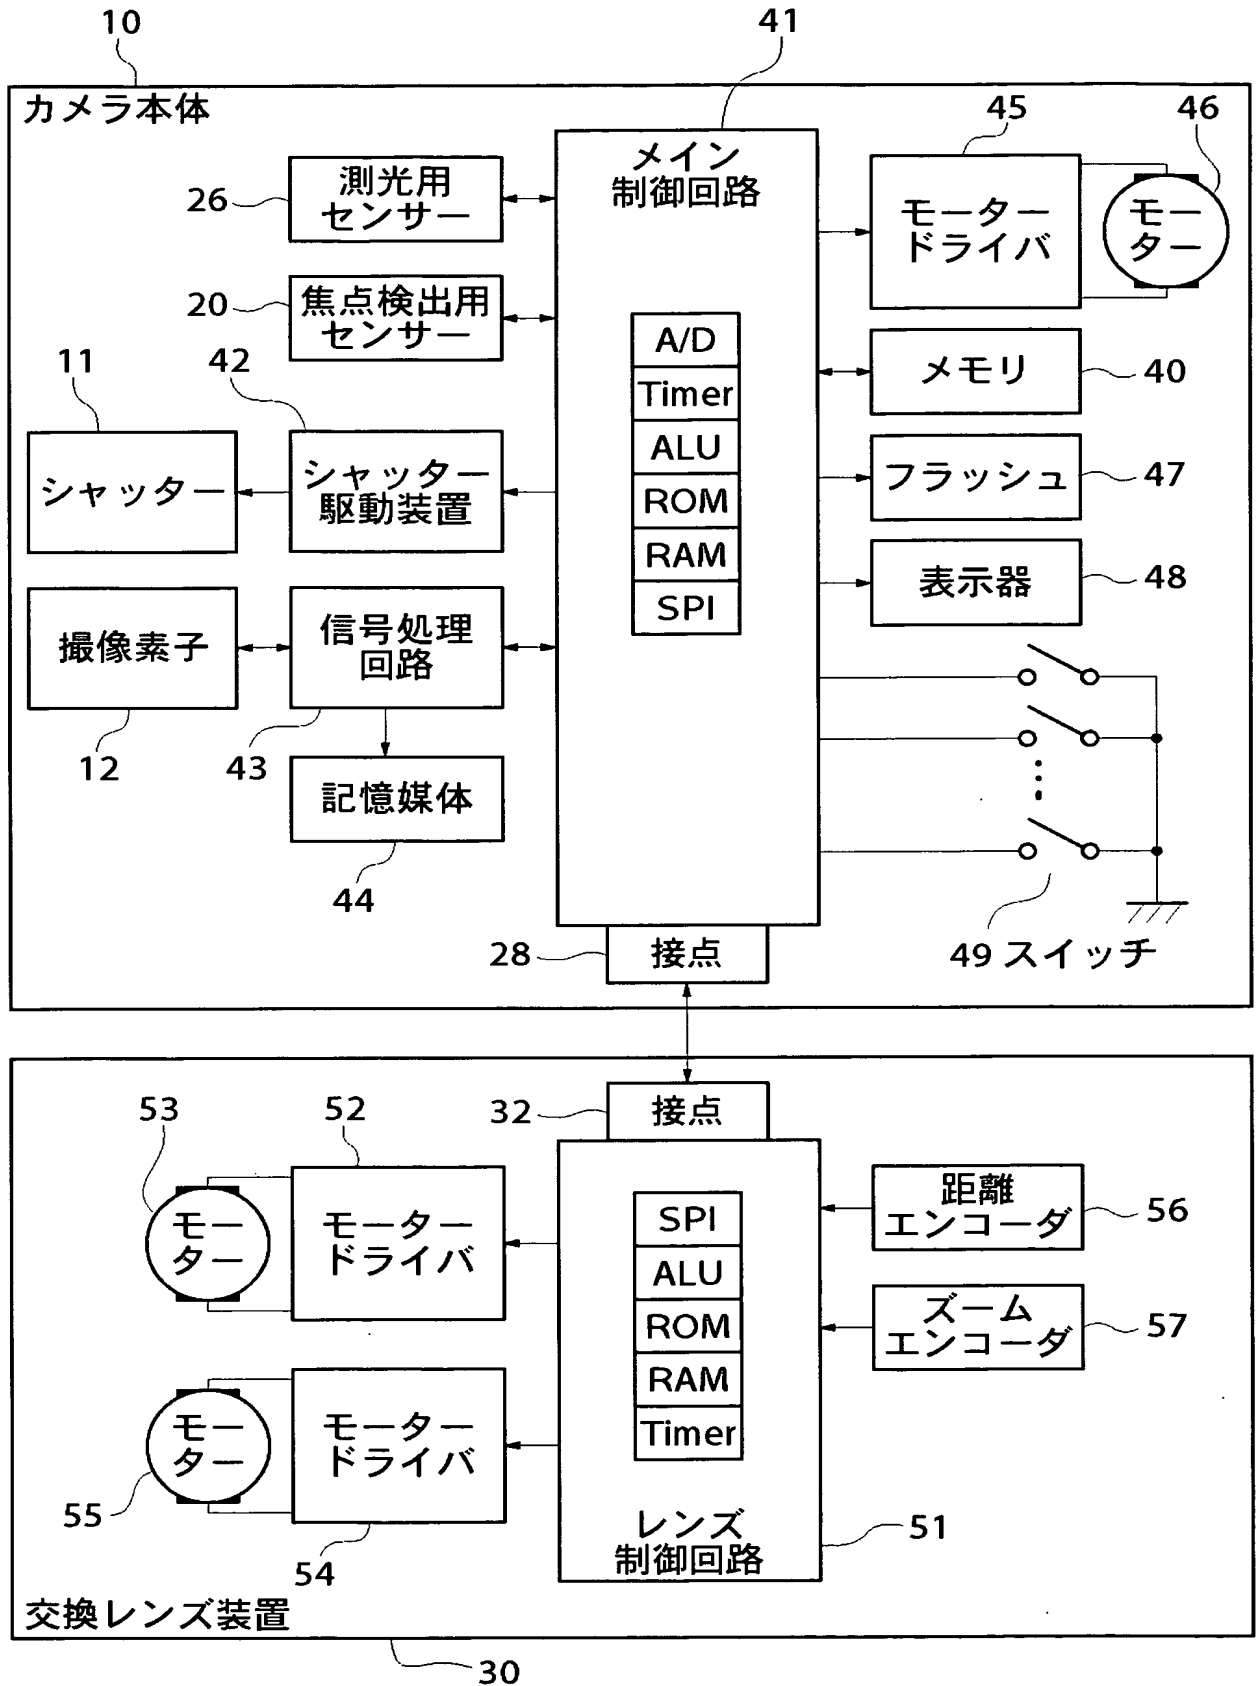 10
41
カメラ本体
メイン
制御回路
26
測光用
センサー
20
焦点検出用
センサー
11
42
シャッター
シャッター
駆動装置
撮像素子
信号処理
回路
12
43
記憶媒体
44
A/D
Timer
ALU
ROM
RAM
SPI
45
46
モーター
ドライバ
モー
ター
メモリ
40
フラッシュ
47
表示器
48
49 スイッチ
28
接点
32
接点
53
52
モー
ター
モーター
ドライバ
モー
ター
モーター
ドライバ
55
54
SPI
ALU
ROM
RAM
Timer
レンズ
制御回路
51
距離
エンコーダ
56
ズーム
エンコーダ
57
交換レンズ装置
30